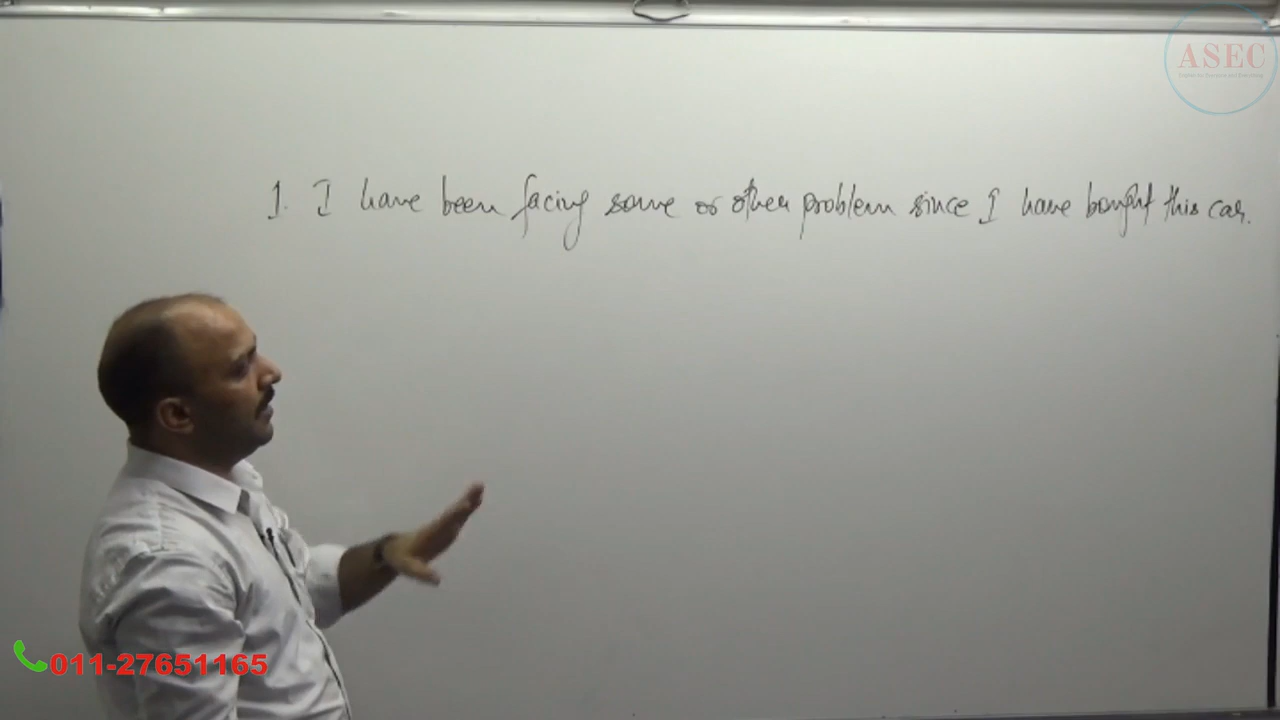 ASEC
1. I have been facing some or other problem since I have bought this car.
011-27651165